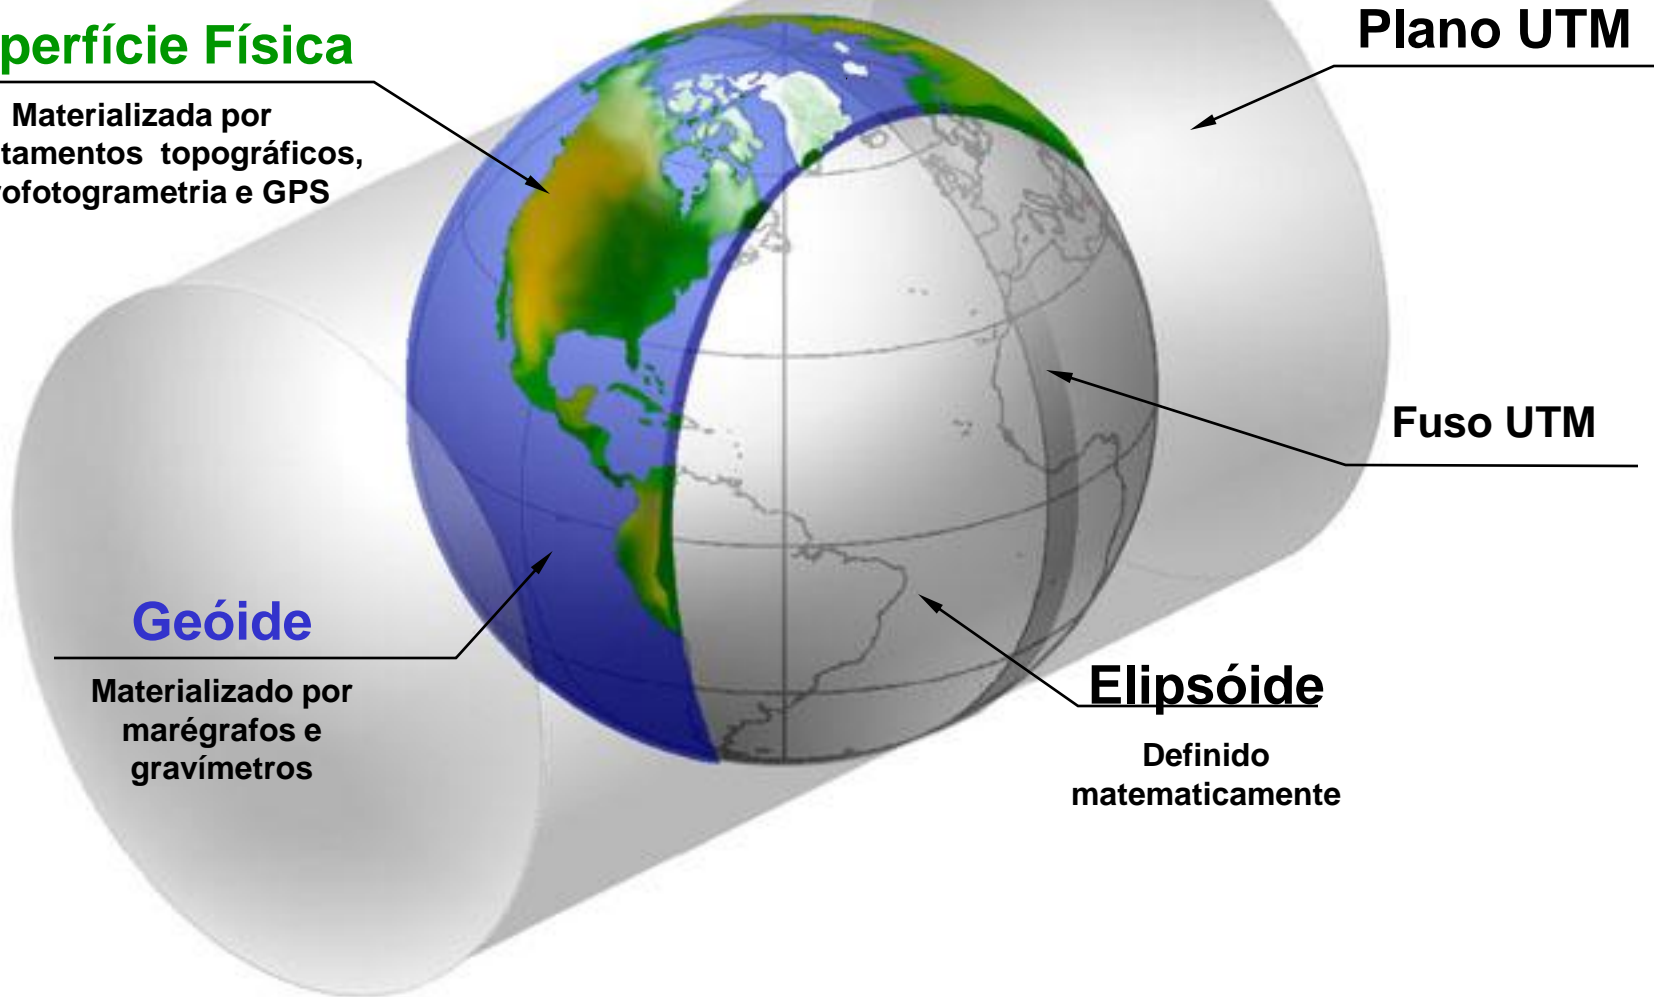 perfície Física
Materializada por
tamentos topográficos,
ofotogrametria e GPS
Plano UTM
Fuso UTM
Geóide
Materializado por
marégrafos e
gravímetros
Elipsóide
Definido
matematicamente